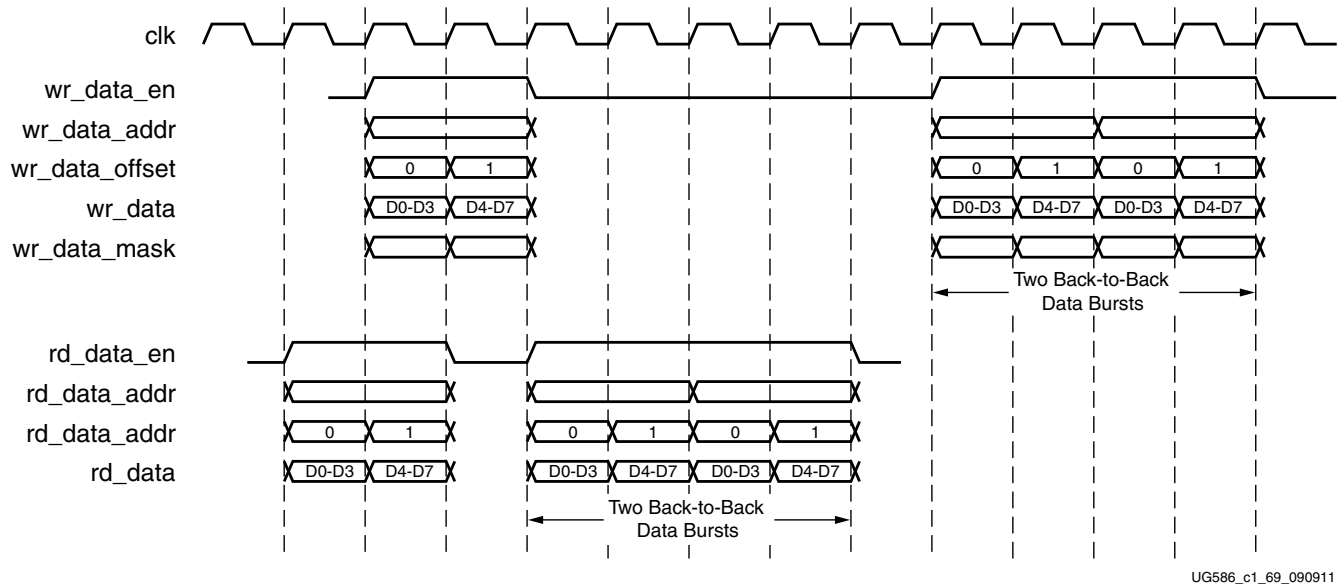 clk
wr_data_en
wr_data_addr
wr_data_offset 0 1 0 1 0 1
wr_data D0-D3 D4-D7 D0-D3 D4-D7 D0-D3 D4-D7
wr_data_mask
Two Back-to-Back
Data Bursts
rd_data_en
rd_data_addr
rd_data_addr 0 1 0 1 0 1
rd_data D0-D3 D4-D7 D0-D3 D4-D7 D0-D3 D4-D7
Two Back-to-Back
Data Bursts
UG586_c1_69_090911